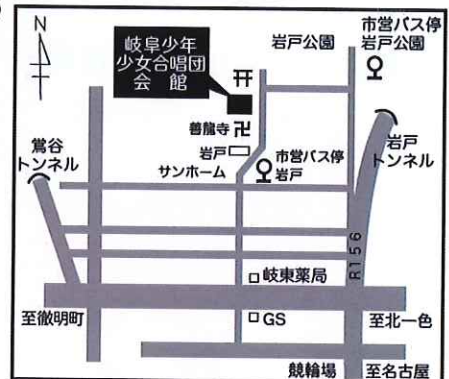 N
岐阜少年
少女合唱団
会館
岩戸公園
市営バス停
岩戸公園
善龍寺
鶯谷
トンネル
岩戸
サンホーム
市営バス停
岩戸
岩戸
トンネル
R156
岐東薬局
至徹明町
GS
至北一色
競輪場
至名古屋